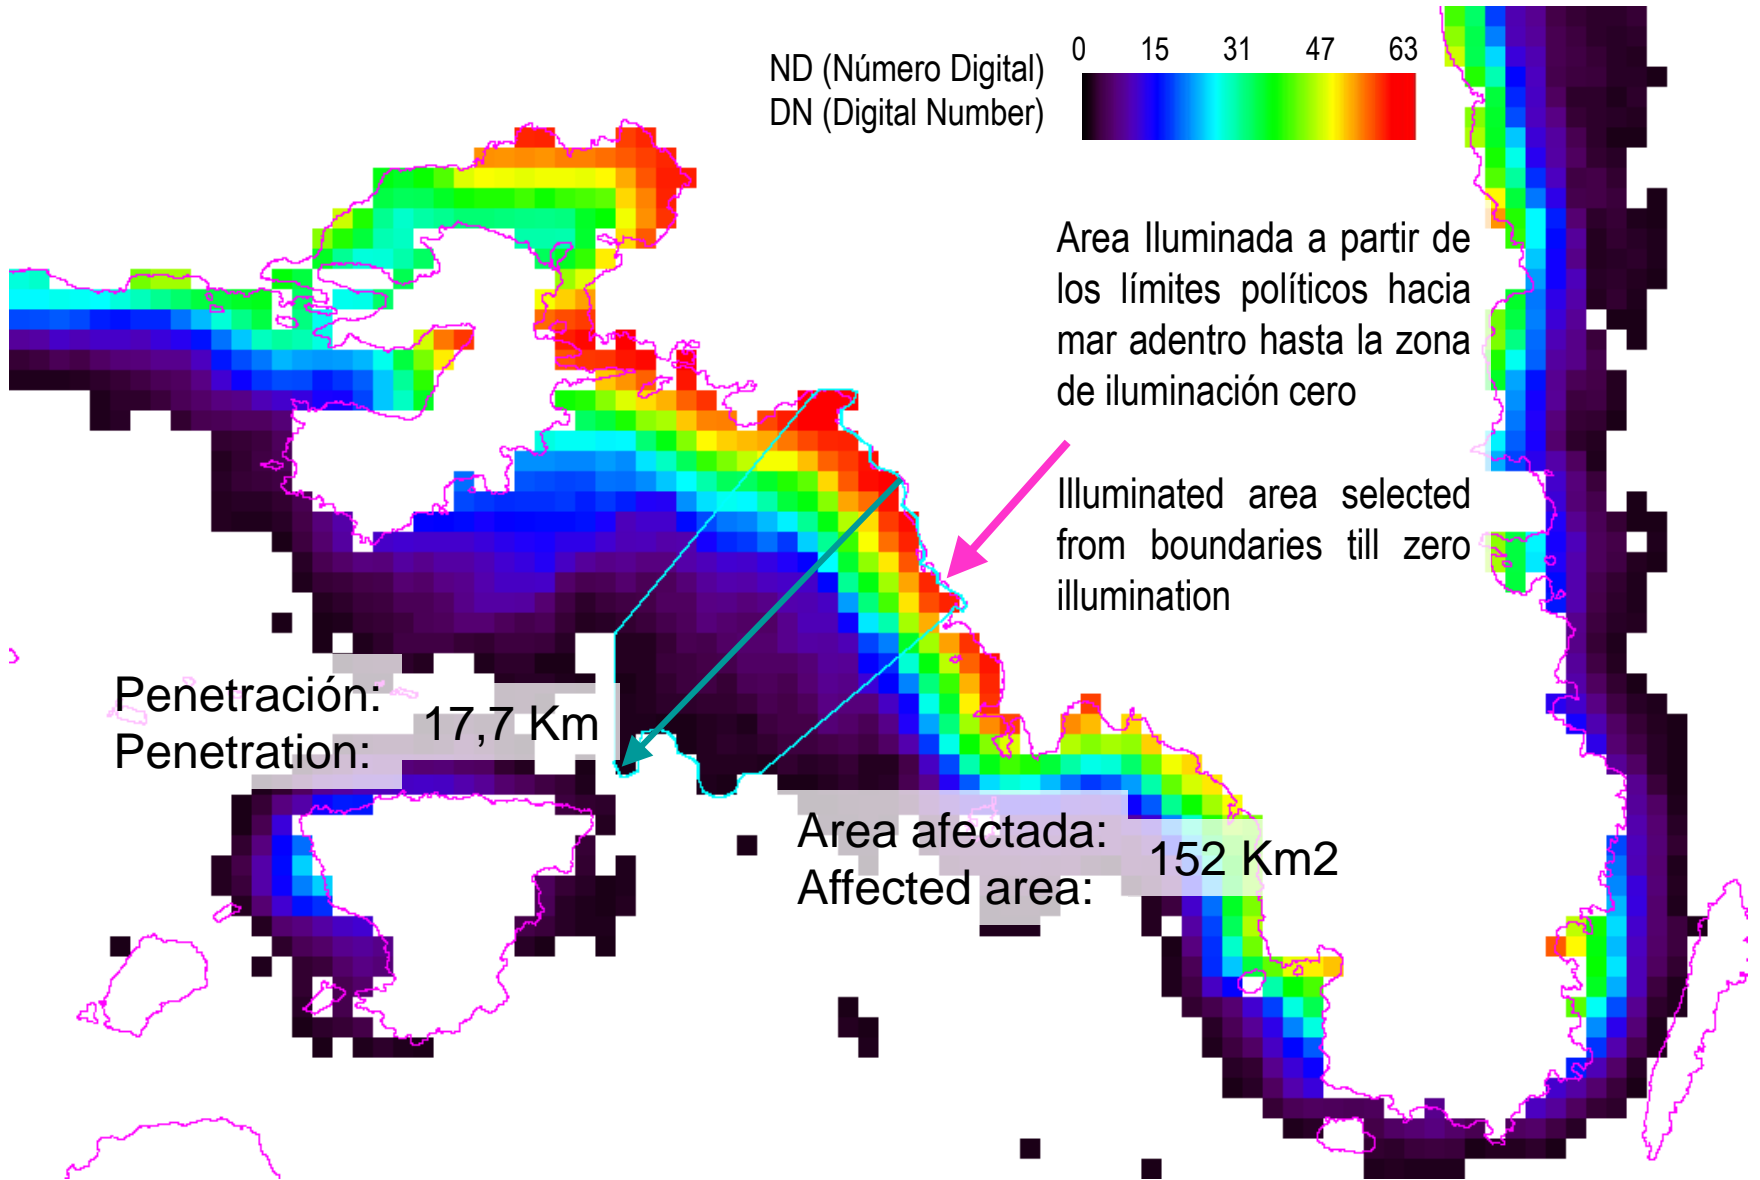 0 15 31 47 63
ND (Número Digital)
DN (Digital Number)
Area Iluminada a partir de
los límites políticos hacia
mar adentro hasta la zona
de iluminación cero
Illuminated area selected
from boundaries till zero
illumination
Penetración:
Penetration:
17,7 Km
Area afectada:
Affected area:
152 Km2